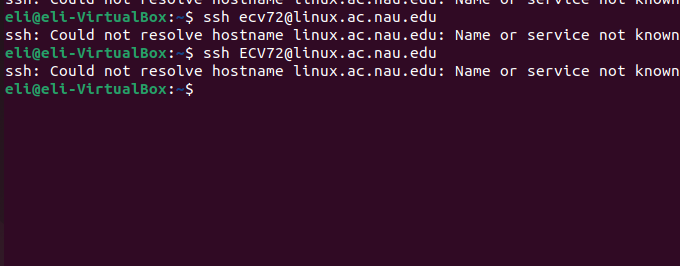 ssh: Could not resolve hostname linux.ac.nau.edu: Name or service not known
eli@eli-VirtualBox:~$ ssh ecv72@linux.ac.nau.edu
ssh: Could not resolve hostname linux.ac.nau.edu: Name or service not known
eli@eli-VirtualBox:~$ ssh ECV72@linux.ac.nau.edu
ssh: Could not resolve hostname linux.ac.nau.edu: Name or service not known
eli@eli-VirtualBox:~$